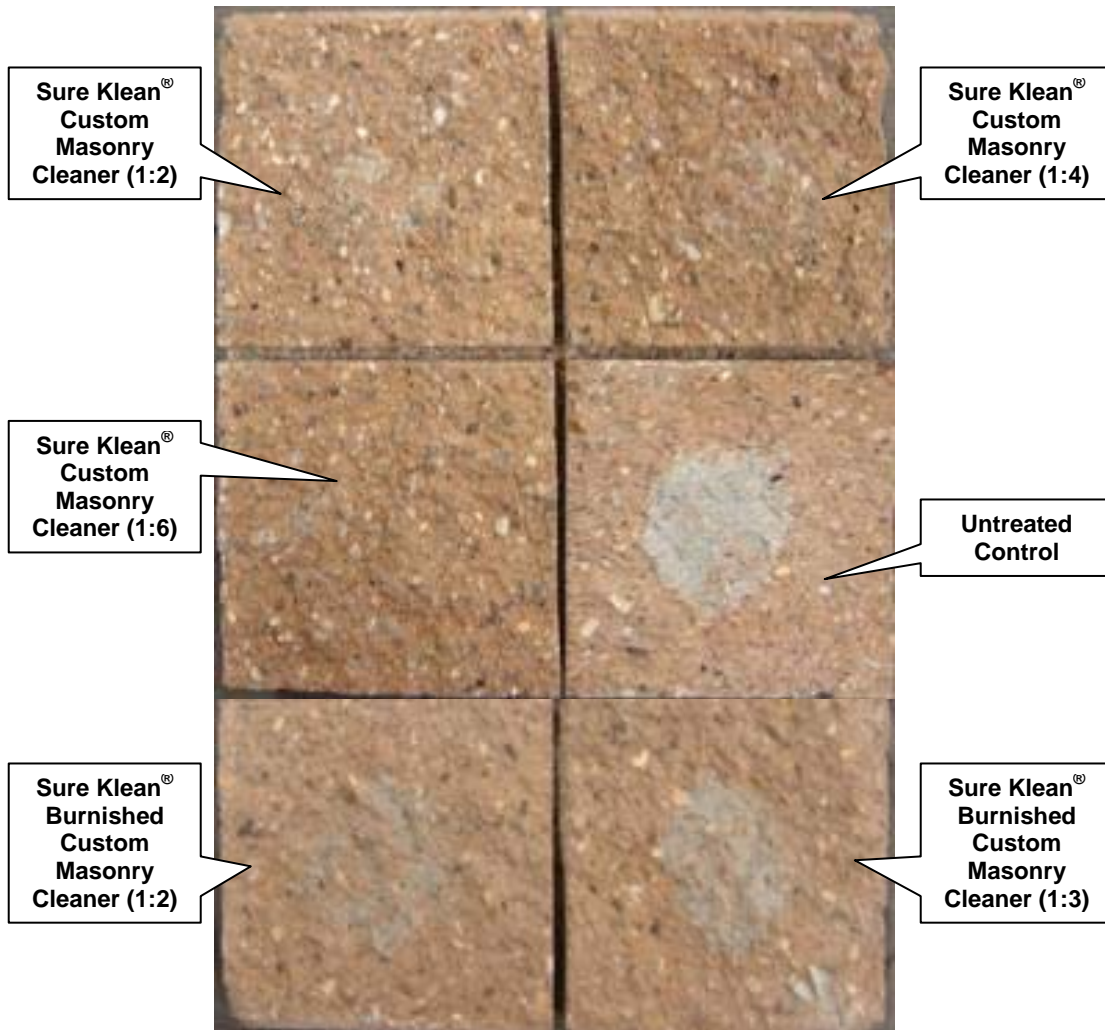 Sure Klean®
Custom
Masonry
Cleaner (1:2)
Sure Klean®
Custom
Masonry
Cleaner (1:4)
Sure Klean®
Custom
Masonry
Cleaner (1:6)
Untreated
Control
Sure Klean®
Burnished
Custom
Masonry
Cleaner (1:2)
Sure Klean®
Burnished
Custom
Masonry
Cleaner (1:3)